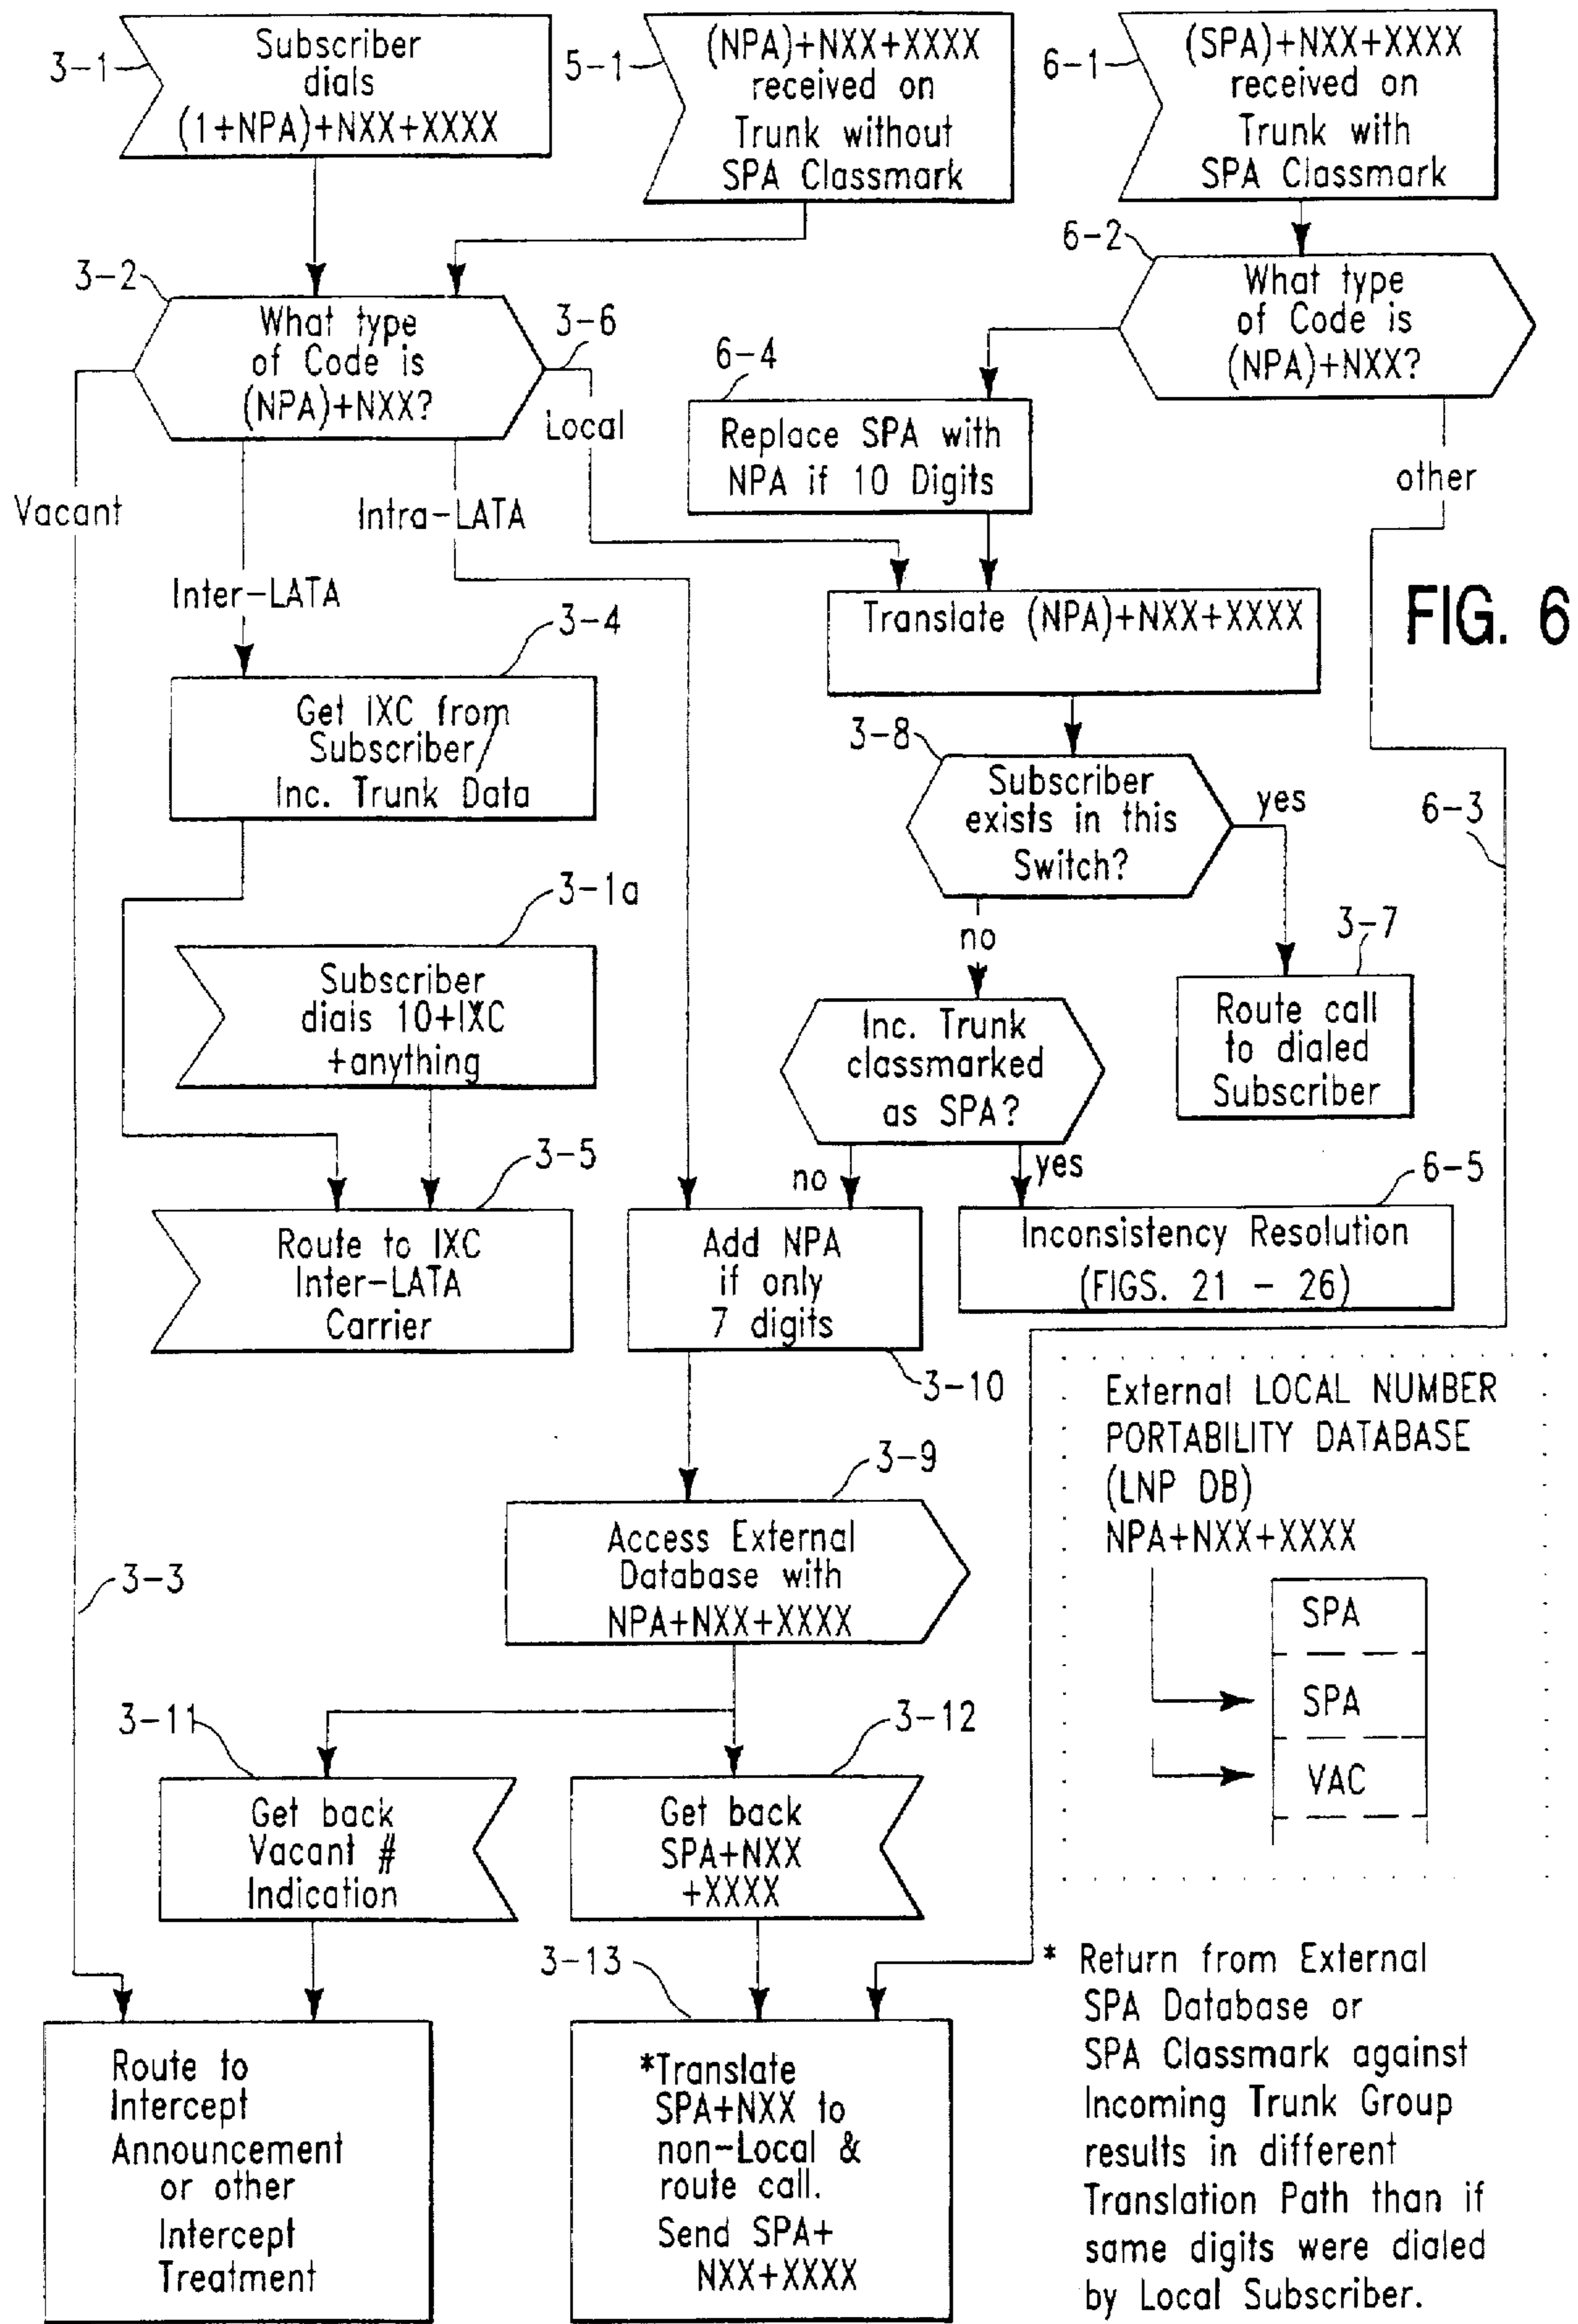 3-1
Subscriber
dials
(1+NPA)+NXX+XXXX
5-1
(NPA)+NXX+XXXX
received on
Trunk without
SPA Classmark
6-1
(SPA)+NXX+XXXX
received on
Trunk with
SPA Classmark
3-2
What type
of Code is
(NPA)+NXX?
3-6
Local
6-2
What type
of Code is
(NPA)+NXX?
6-4
Replace SPA with
NPA if 10 Digits
other
Vacant
Intra-LATA
Inter-LATA
FIG. 6
Translate (NPA)+NXX+XXXX
3-4
Get IXC from
Subscriber/
Inc. Trunk Data
3-8
Subscriber
exists in this
Switch?
yes
no
6-3
3-1a
Subscriber
dials 10+IXC
+anything
3-7
Route call
to dialed
Subscriber
Inc. Trunk
classmarked
as SPA?
no
yes
3-5
Route to IXC
Inter-LATA
Carrier
Add NPA
if only
7 digits
3-10
6-5
Inconsistency Resolution
(FIGS. 21 - 26)
External LOCAL NUMBER
PORTABILITY DATABASE
(LNP DB)
NPA+NXX+XXXX
SPA
SPA
VAC
3-9
Access External
Database with
NPA+NXX+XXXX
3-3
3-11
Get back
Vacant #
Indication
3-12
Get back
SPA+NXX
+XXXX
Route to
Intercept
Announcement
or other
Intercept
Treatment
3-13
*Translate
SPA+NXX to
non-Local &
route call.
Send SPA+
NXX+XXXX
* Return from External
SPA Database or
SPA Classmark against
Incoming Trunk Group
results in different
Translation Path than if
same digits were dialed
by Local Subscriber.